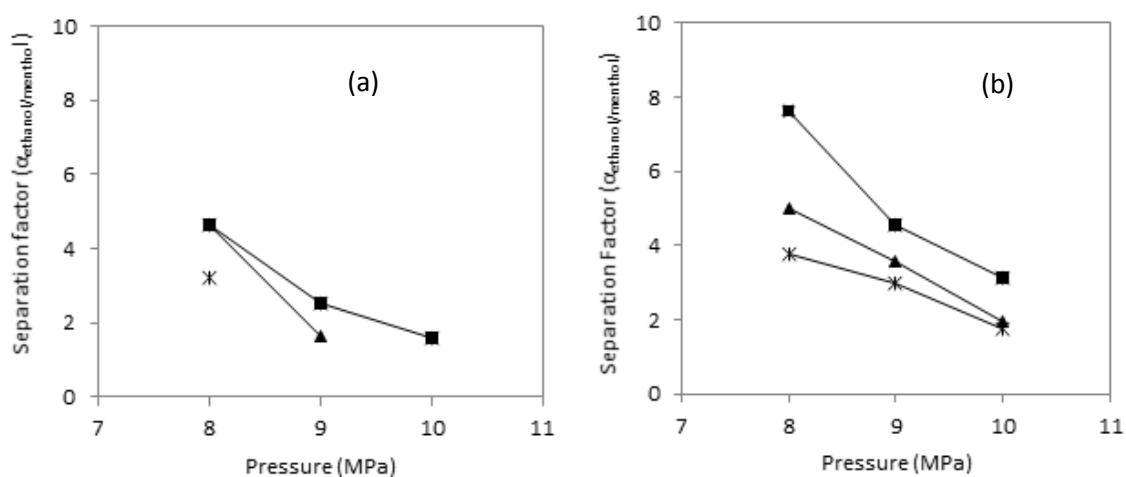 10
8
6
4
2
0
7 8 9 10 11
Separation factor (αethanol/menthol)
Pressure (MPa)
(a)
10
8
6
4
2
0
7 8 9 10 11
Separation Factor (αethanol/menthol)
Pressure (MPa)
(b)